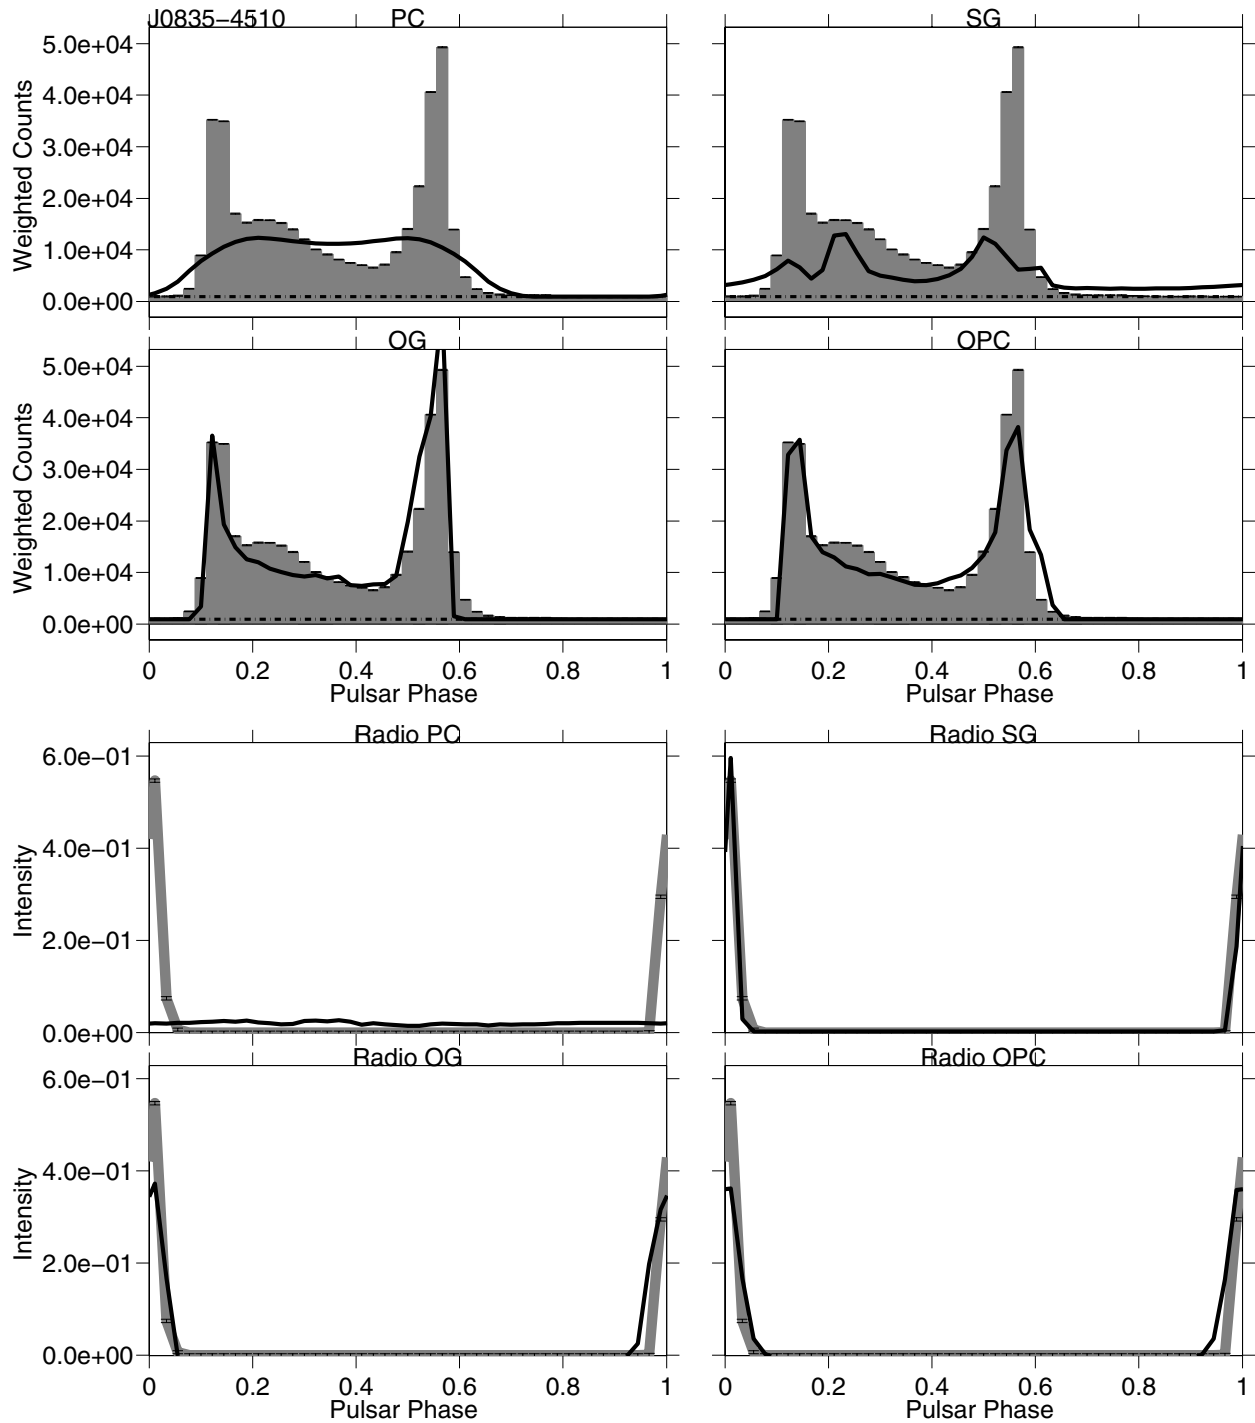 J0835−4510 PC SG
5.0e+04
4.0e+04
3.0e+04
2.0e+04
1.0e+04
0.0e+00
Weighted Counts
OG OPC
5.0e+04
4.0e+04
3.0e+04
2.0e+04
1.0e+04
0.0e+00
Weighted Counts
0 0.2 0.4 0.6 0.8 1 0 0.2 0.4 0.6 0.8 1
Pulsar Phase Pulsar Phase
Radio PC Radio SG
6.0e−01
4.0e−01
2.0e−01
0.0e+00
Intensity
Radio OG Radio OPC
6.0e−01
4.0e−01
2.0e−01
0.0e+00
Intensity
0 0.2 0.4 0.6 0.8 1 0 0.2 0.4 0.6 0.8 1
Pulsar Phase Pulsar Phase